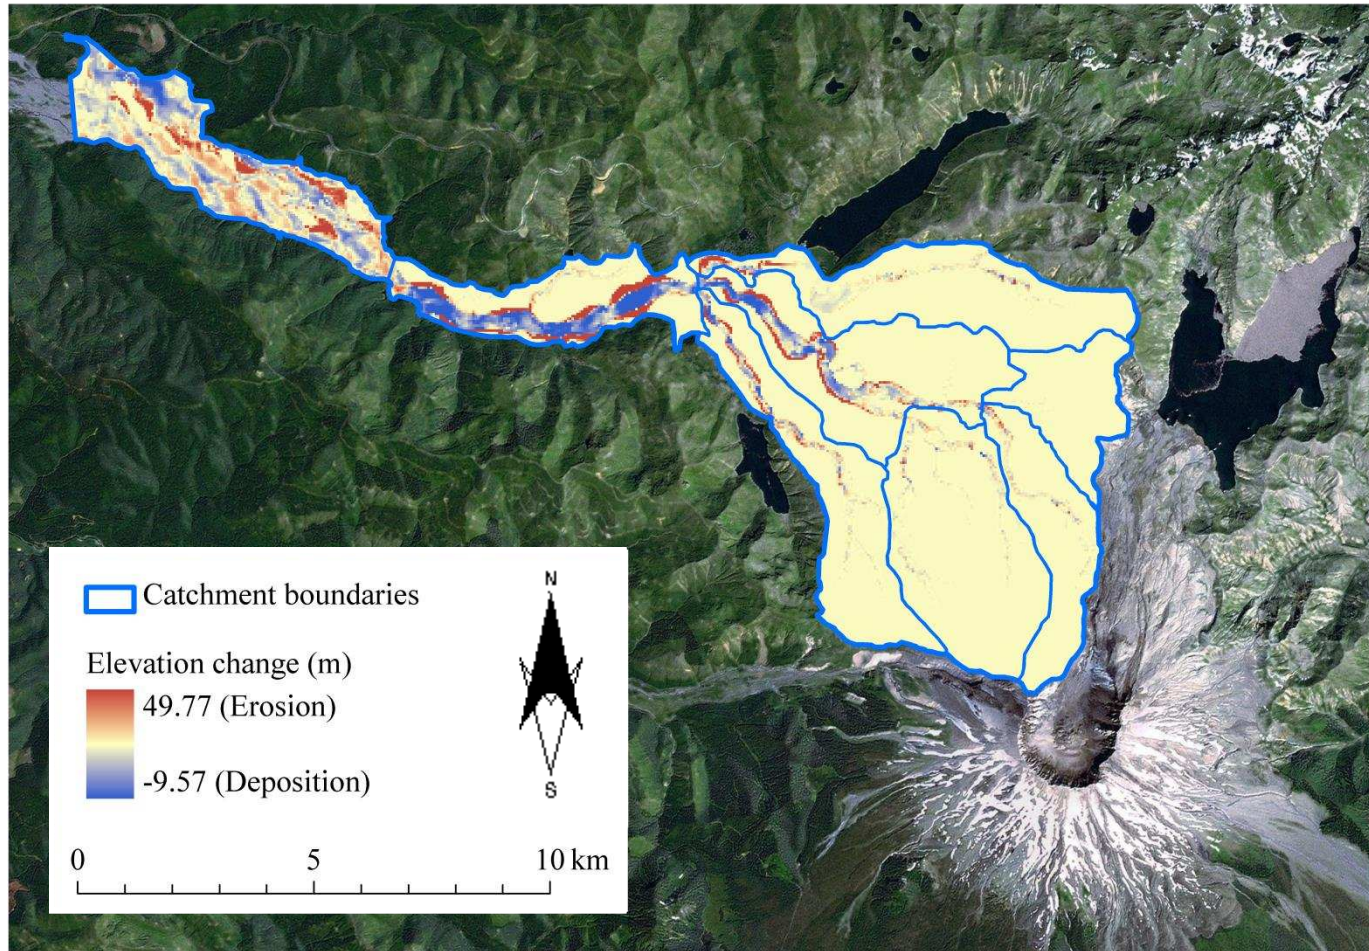 Catchment boundaries
Elevation change (m)
49.77 (Erosion)
-9.57 (Deposition)
N
S
0 5 10 km